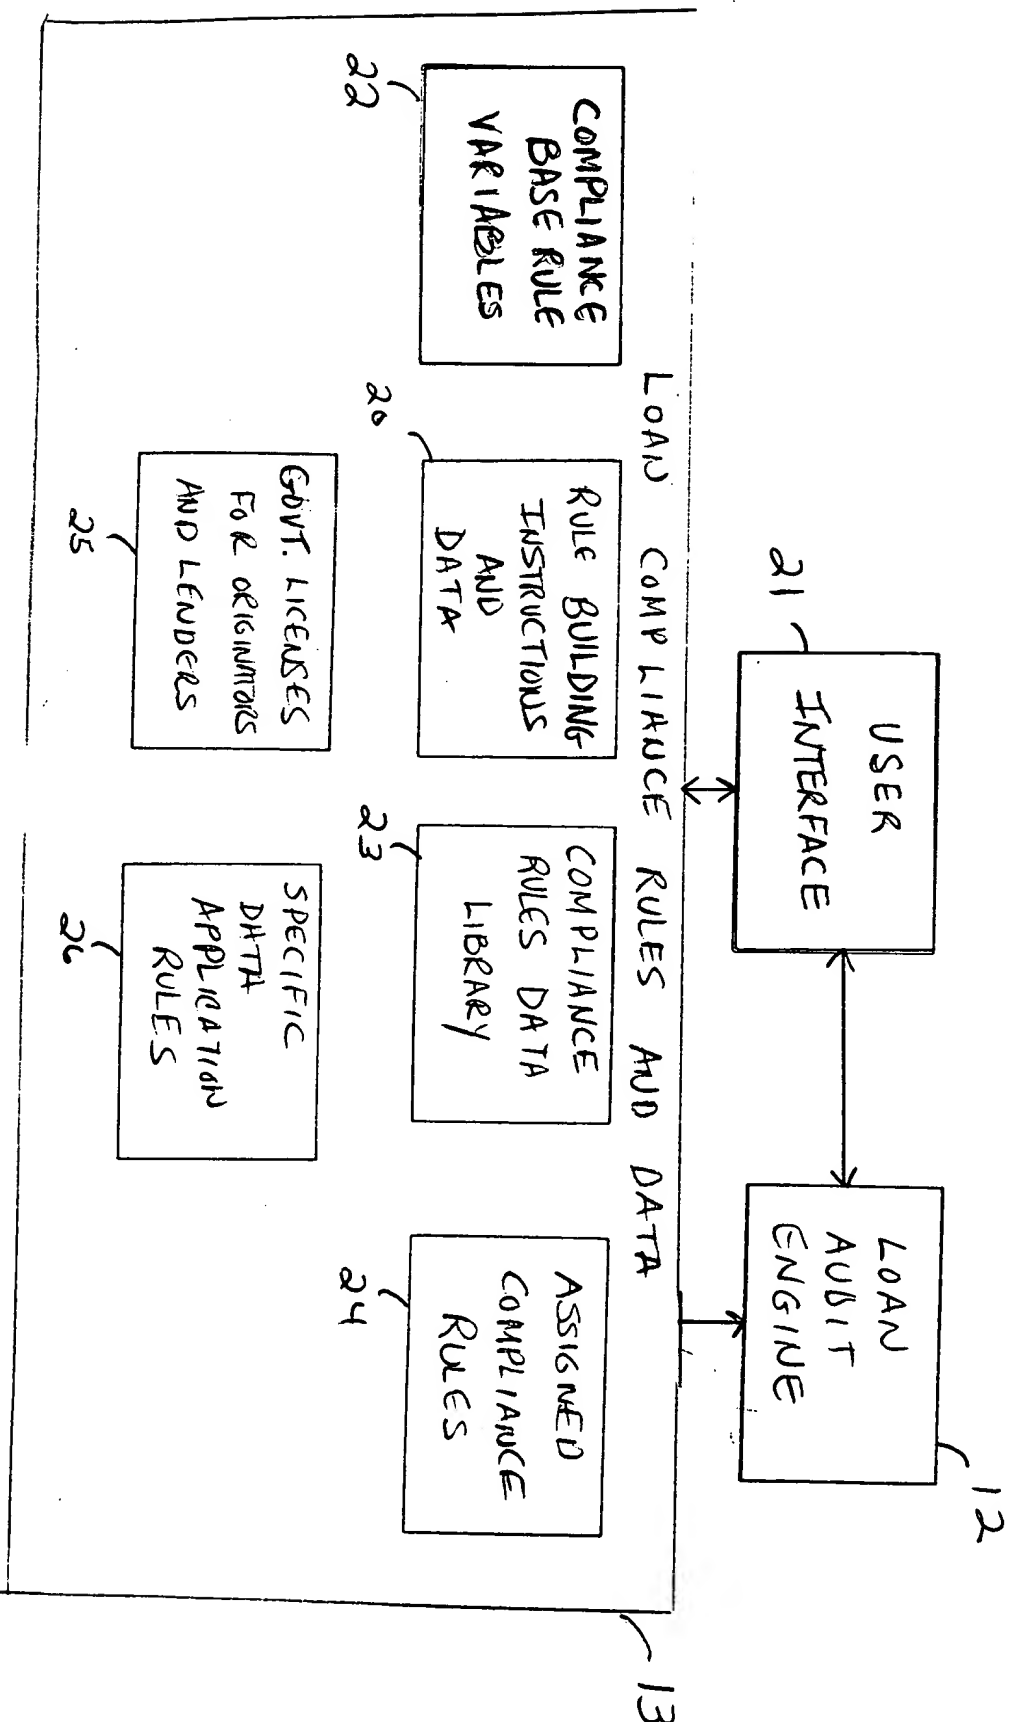 21
USER
INTERFACE
LOAN
AUDIT
ENGINE
12
LOAN COMPLIANCE RULES AND DATA
13
22
COMPLIANCE
BASE RULE
VARIABLES
20
RULE BUILDING
INSTRUCTIONS
AND
DATA
23
COMPLIANCE
RULES DATA
LIBRARY
24
ASSIGNED
COMPLIANCE
RULES
25
GOVT. LICENSES
FOR ORIGINATORS
AND LENDERS
26
SPECIFIC
DATA
APPLICATION
RULES